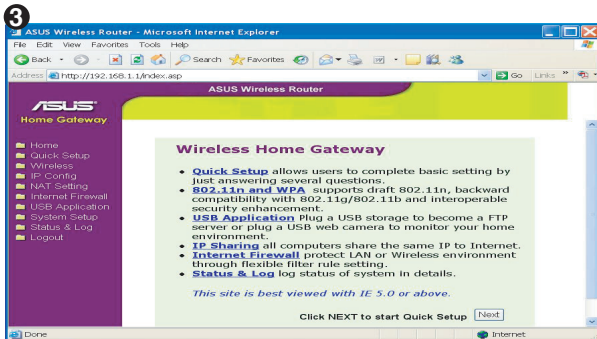 3
ASUS Wireless Router - Microsoft Internet Explorer
File Edit View Favorites Tools Help
Back Search Favorites
Address http://192.168.1.1/index.asp Go Links »
ASUS Wireless Router
ASUS
Home Gateway
Home
Quick Setup
Wireless
IP Config
NAT Setting
Internet Firewall
USB Application
System Setup
Status & Log
Logout
Wireless Home Gateway
• Quick Setup allows users to complete basic setting by
just answering several questions.
• 802.11n and WPA supports draft 802.11n, backward
compatibility with 802.11g/802.11b and interoperable
security enhancement.
• USB Application Plug a USB storage to become a FTP
server or plug a USB web camera to monitor your home
environment.
• IP Sharing all computers share the same IP to Internet.
• Internet Firewall protect LAN or Wireless environment
through flexible filter rule setting.
• Status & Log log status of system in details.
This site is best viewed with IE 5.0 or above.
Click NEXT to start Quick Setup Next
Done Internet